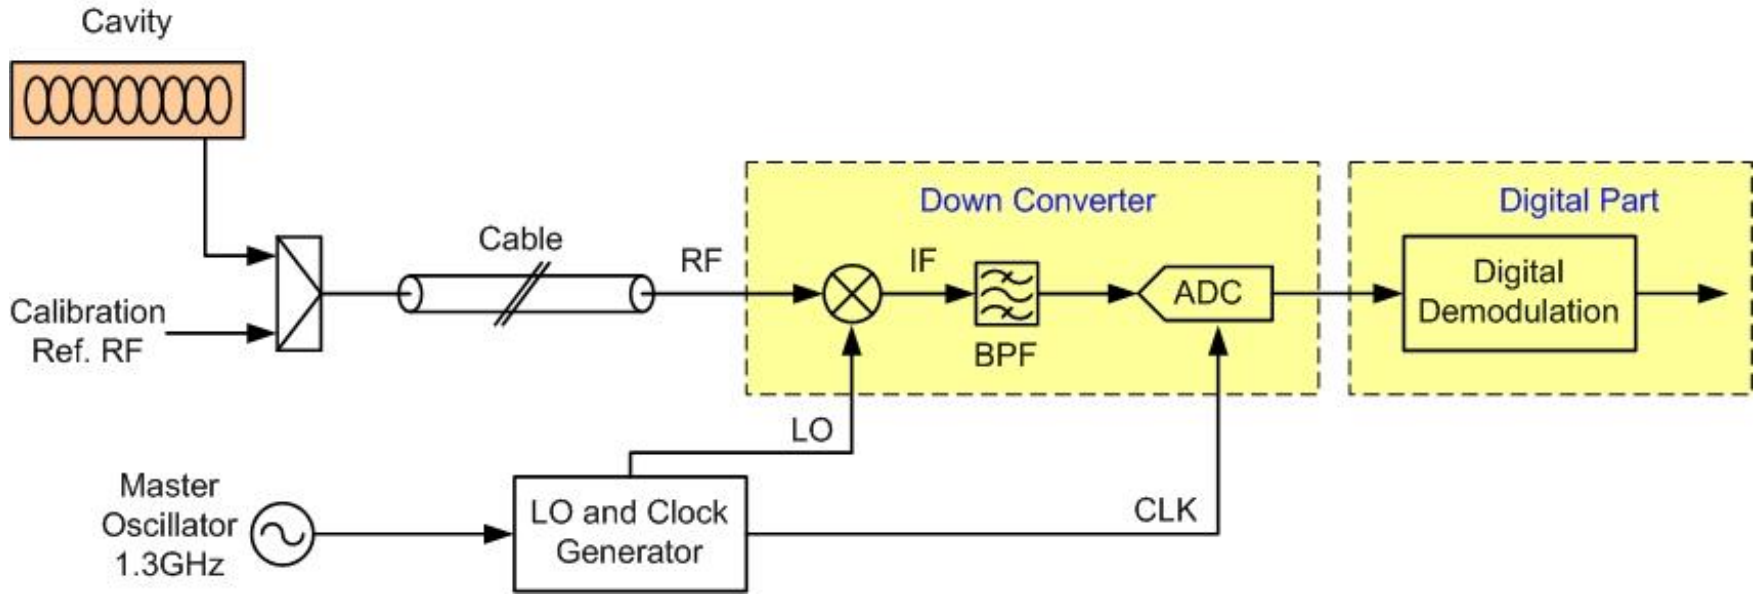 Cavity
Down Converter
Digital Part
Cable
RF
IF
BPF
ADC
Digital
Demodulation
Calibration
Ref. RF
LO
Master
Oscillator
1.3GHz
LO and Clock
Generator
CLK